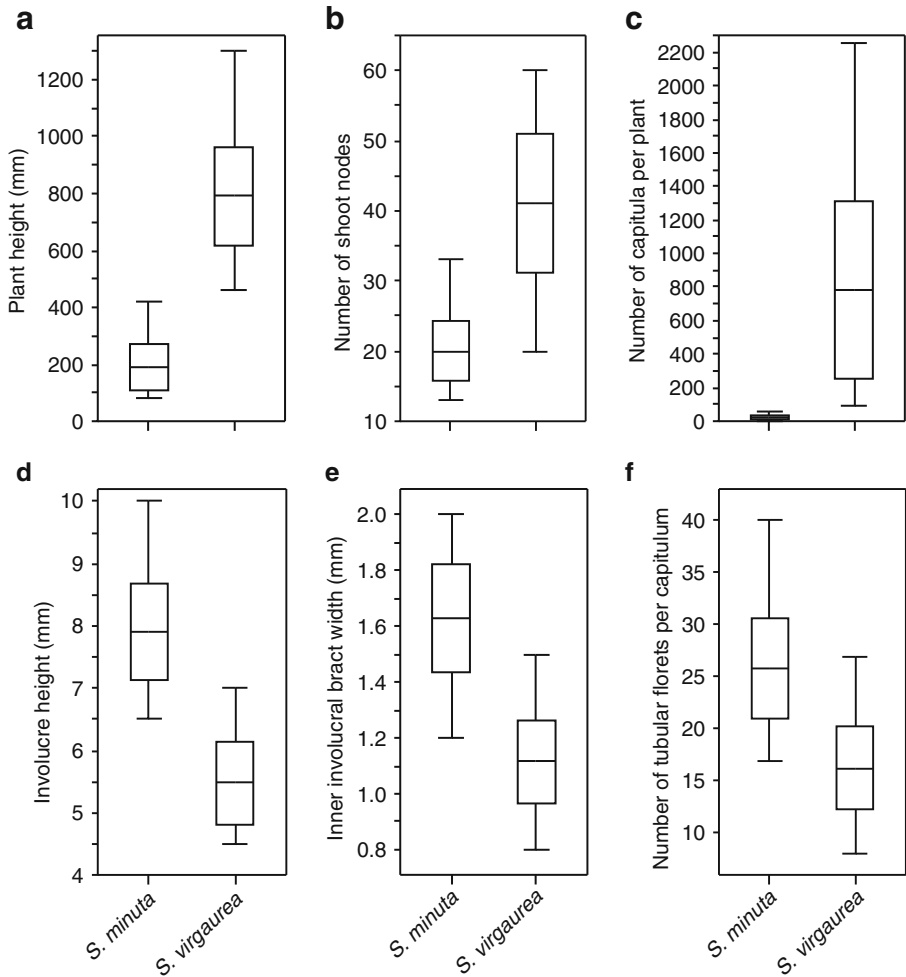 a
Plant height (mm)
1200
1000
800
600
400
200
0
b
Number of shoot nodes
60
50
40
30
20
10
c
Number of capitula per plant
2200
2000
1800
1600
1400
1200
1000
800
600
400
200
0
d
Involucre height (mm)
10
9
8
7
6
5
4
S. minuta
S. virgaurea
e
Inner involucral bract width (mm)
2.0
1.8
1.6
1.4
1.2
1.0
0.8
S. minuta
S. virgaurea
f
Number of tubular florets per capitulum
40
35
30
25
20
15
10
S. minuta
S. virgaurea